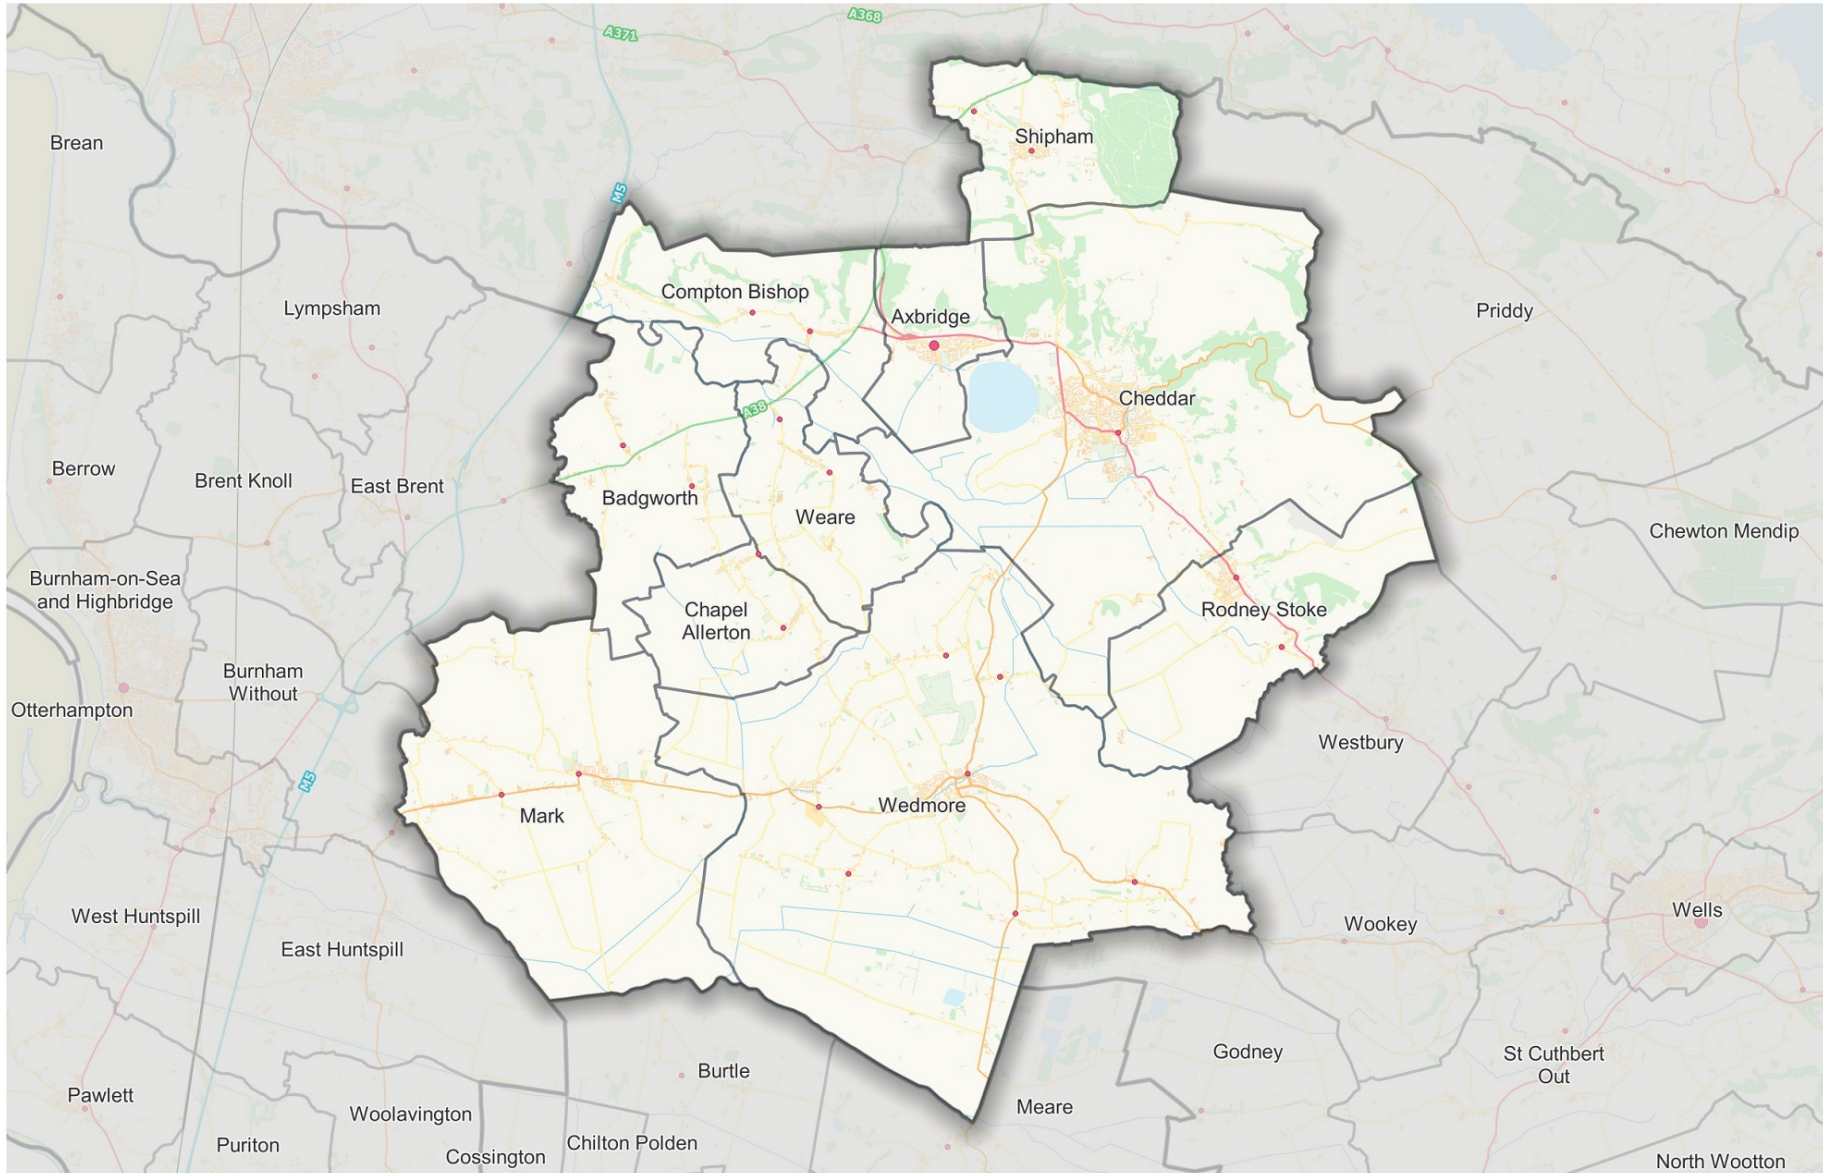 A368
A371
Brean
Shipham
M5
Compton Bishop
Lympsham
Axbridge
Priddy
Cheddar
A38
Berrow
Brent Knoll
East Brent
Badgworth
Weare
Chewton Mendip
Burnham-on-Sea
and Highbridge
Chapel
Allerton
Rodney Stoke
Burnham
Without
Otterhampton
Westbury
M5
Wedmore
Mark
Wells
West Huntspill
Wookey
East Huntspill
Godney
St Cuthbert
Out
Burtle
Pawlett
Meare
Woolavington
Puriton
Chilton Polden
Cossington
North Wootton